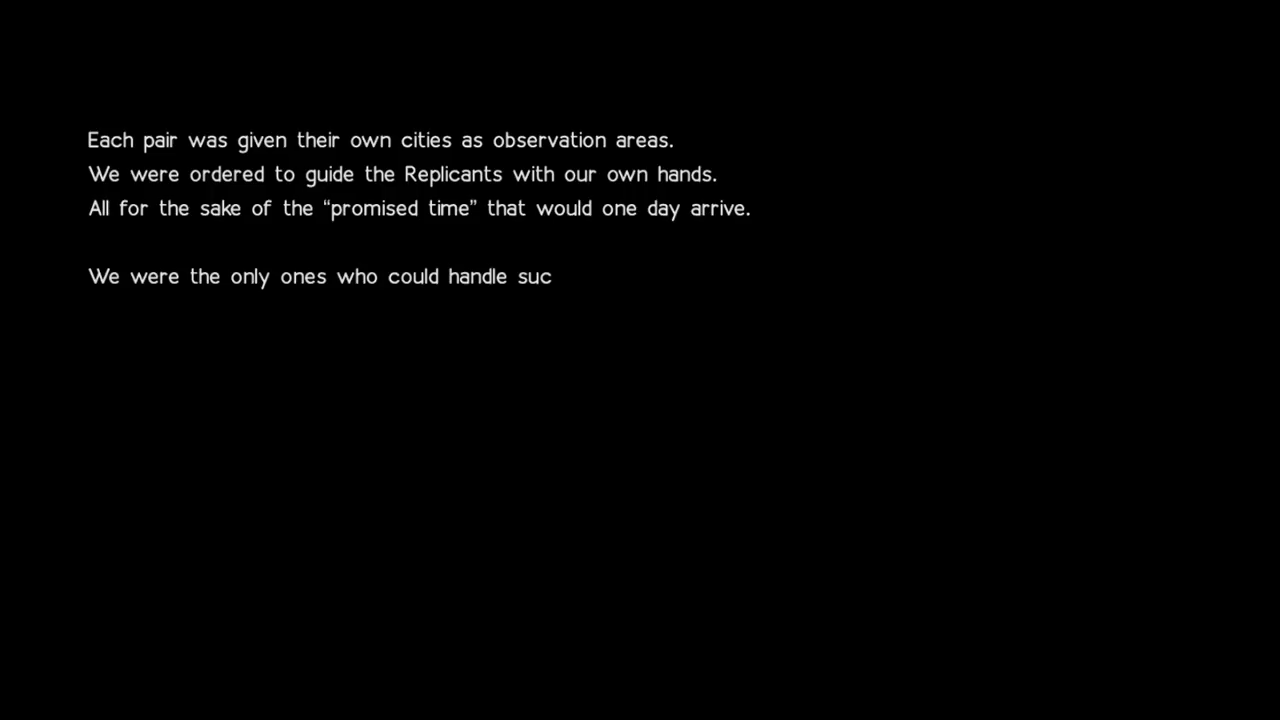 Each pair was given their own cities as observation areas.
We were ordered to guide the Replicants with our own hands.
All for the sake of the “promised time” that would one day arrive.
We were the only ones who could handle suc